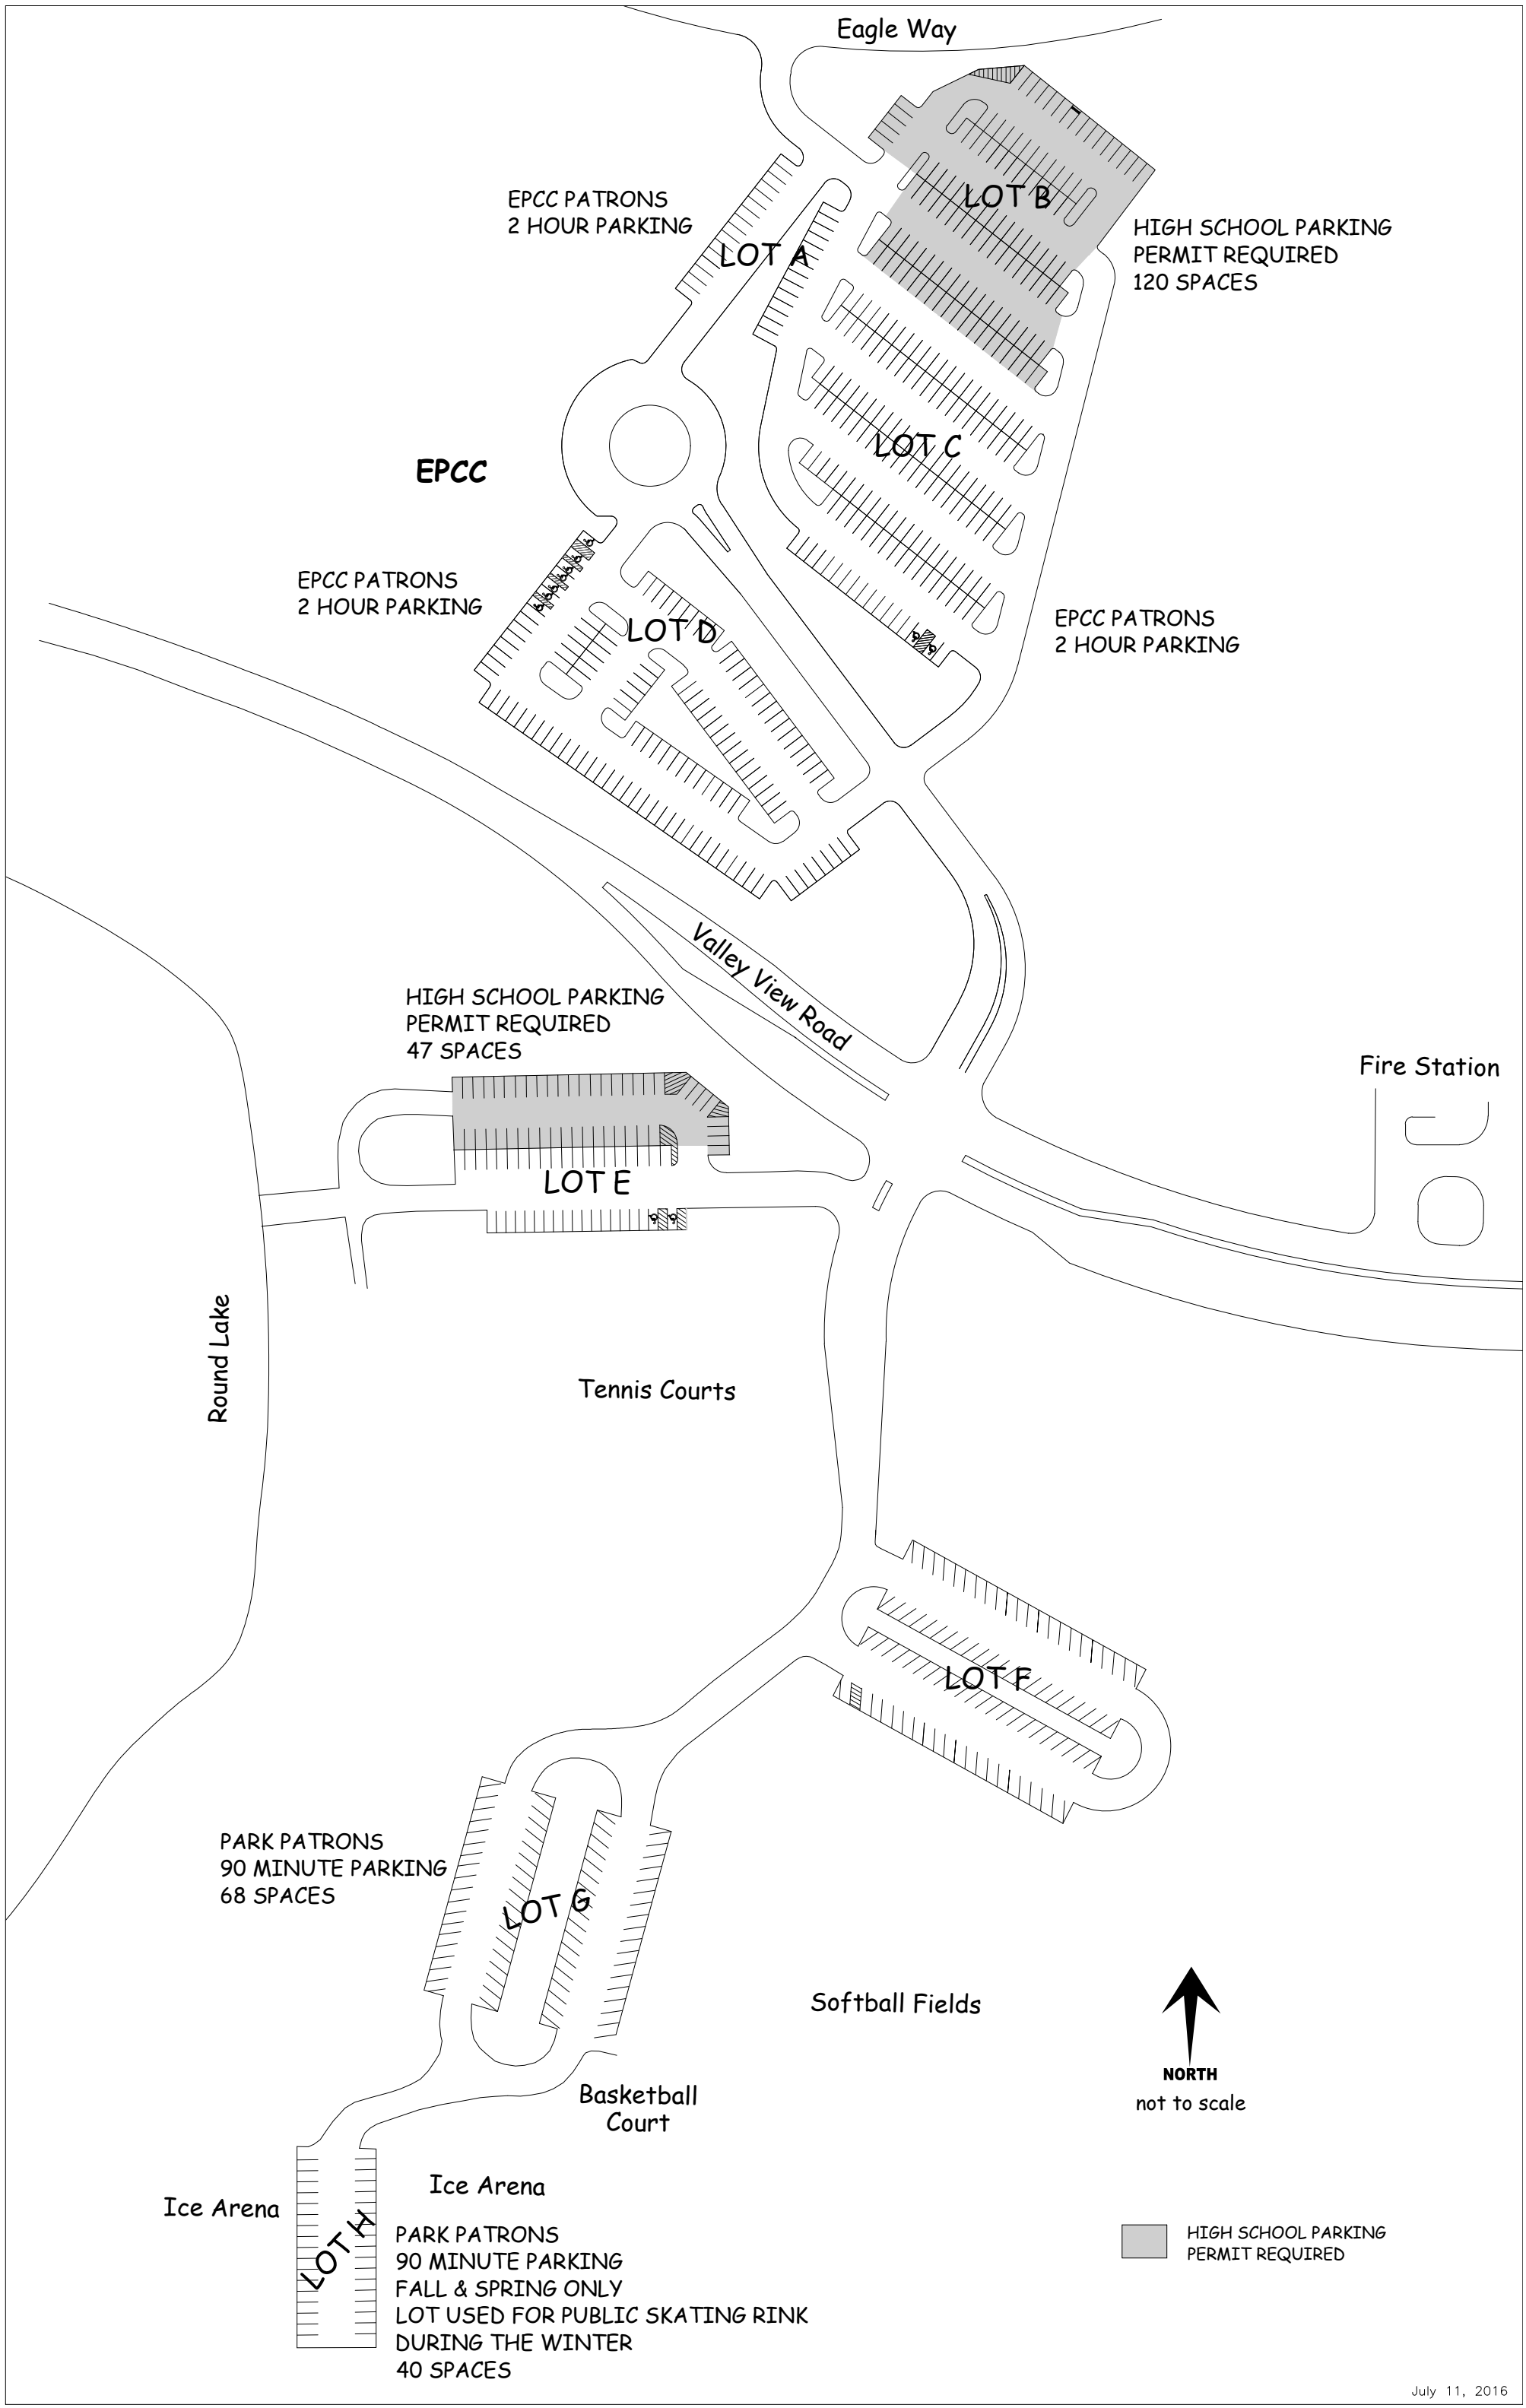 Eagle Way
EPCC PATRONS
2 HOUR PARKING
LOT A
LOT B
HIGH SCHOOL PARKING
PERMIT REQUIRED
120 SPACES
LOT C
EPCC
EPCC PATRONS
2 HOUR PARKING
LOT D
EPCC PATRONS
2 HOUR PARKING
Valley View Road
HIGH SCHOOL PARKING
PERMIT REQUIRED
47 SPACES
LOT E
Fire Station
Round Lake
Tennis Courts
LOT F
PARK PATRONS
90 MINUTE PARKING
68 SPACES
LOT G
Softball Fields
NORTH
not to scale
Basketball
Court
Ice Arena
Ice Arena
LOT H
PARK PATRONS
90 MINUTE PARKING
FALL & SPRING ONLY
LOT USED FOR PUBLIC SKATING RINK
DURING THE WINTER
40 SPACES
HIGH SCHOOL PARKING
PERMIT REQUIRED
July 11, 2016